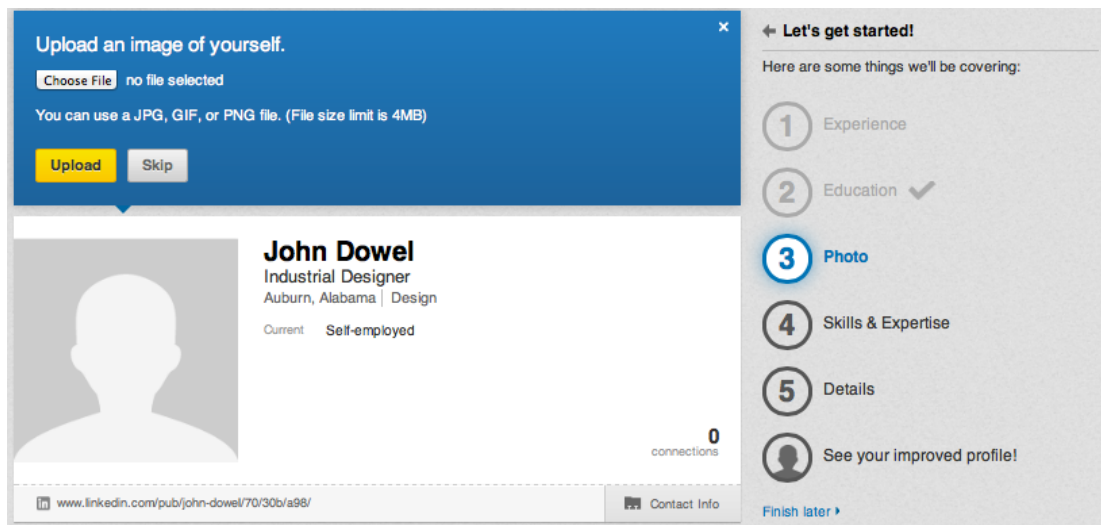 Upload an image of yourself.
×
Choose File no file selected
You can use a JPG, GIF, or PNG file. (File size limit is 4MB)
Upload Skip
John Dowel
Industrial Designer
Auburn, Alabama | Design
Current Self-employed
0
connections
in www.linkedin.com/pub/john-dowel/70/30b/a98/
Contact Info
Let's get started!
Here are some things we'll be covering:
1 Experience
2 Education
3 Photo
4 Skills & Expertise
5 Details
See your improved profile!
Finish later